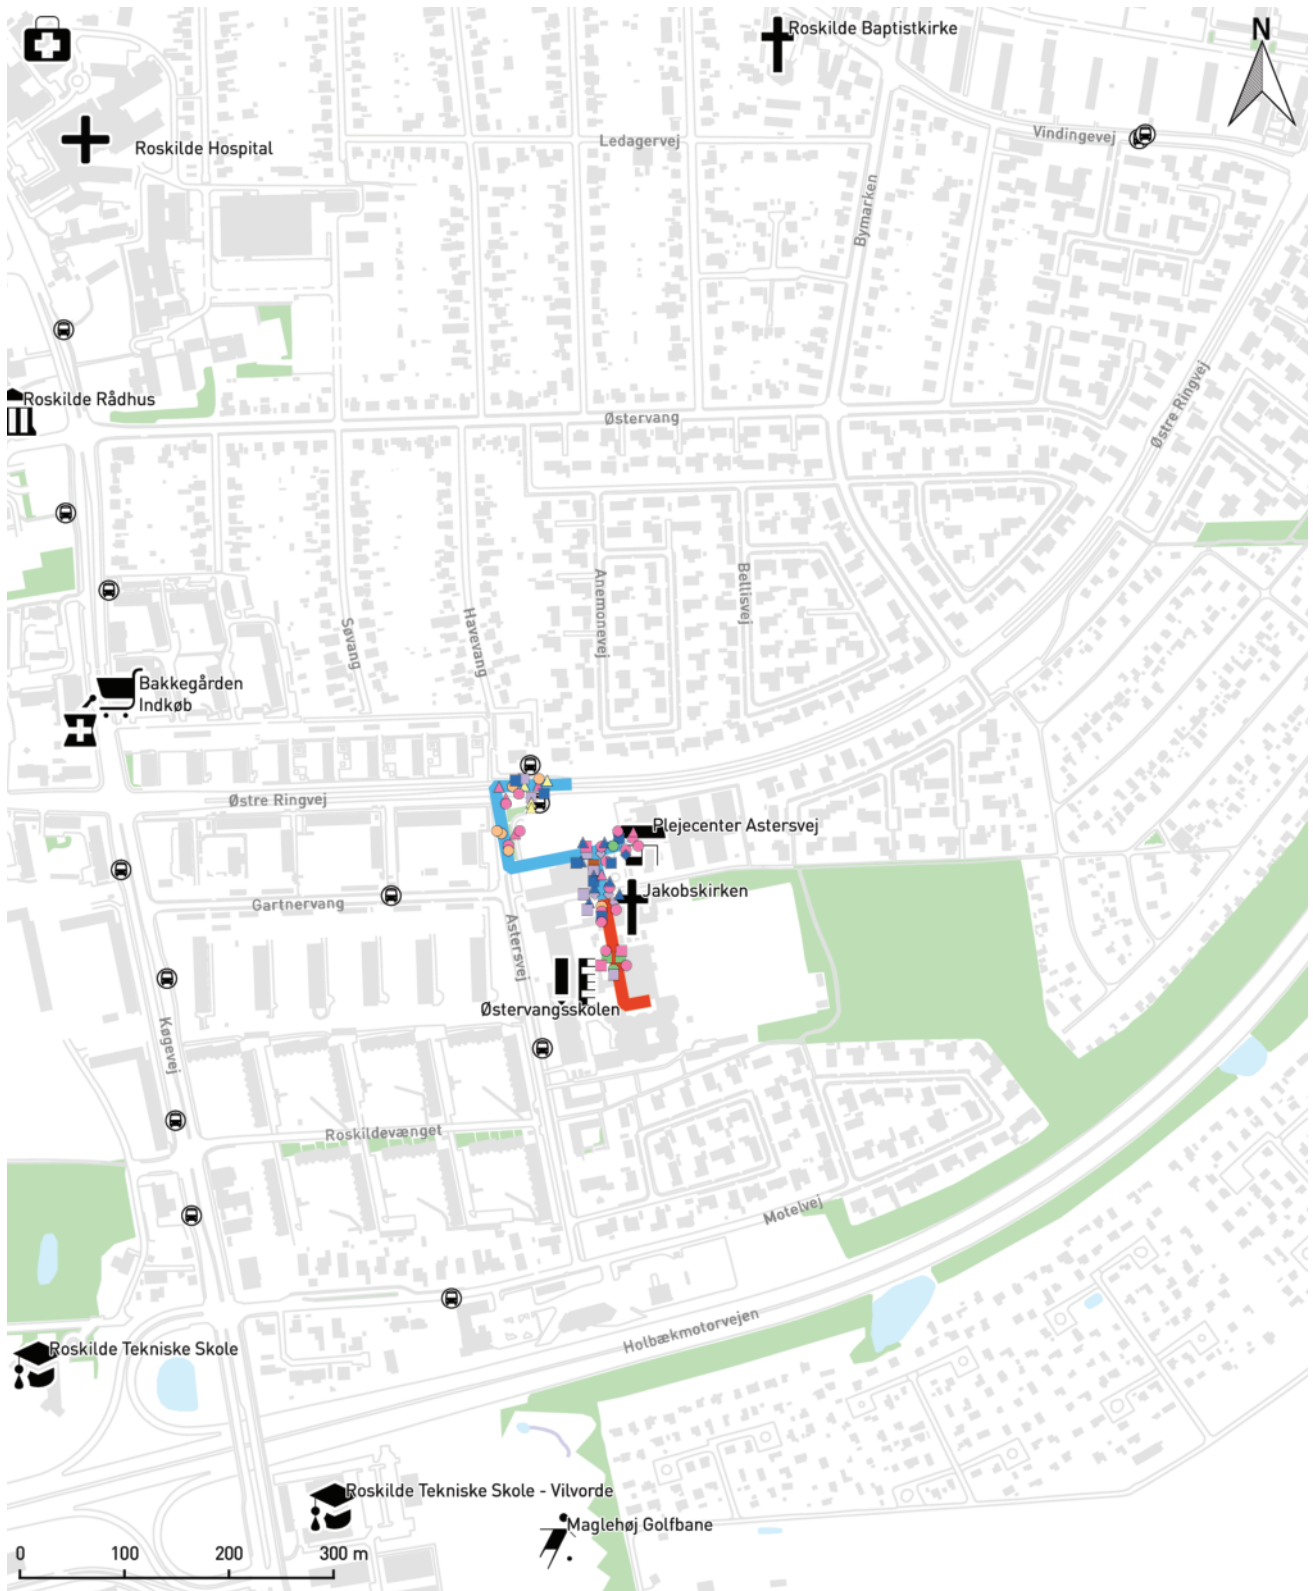 Roskilde Baptistkirke
N
Vindingevej
Ledagervej
Roskilde Hospital
Bymarken
Østre Ringvej
Roskilde Rådhus
Østervang
Anemonevej
Bellisvej
Søvang
Havevang
Bakkegården
Indkøb
Østre Ringvej
Plejecenter Astersvej
Jakobskirken
Gartnervang
Astersvej
Østervangsskolen
Køgevej
Roskildevænget
Motelvej
Holbækmotorvejen
Roskilde Tekniske Skole
Roskilde Tekniske Skole - Vilvorde
Maglehøj Golfbane
0 100 200 300 m